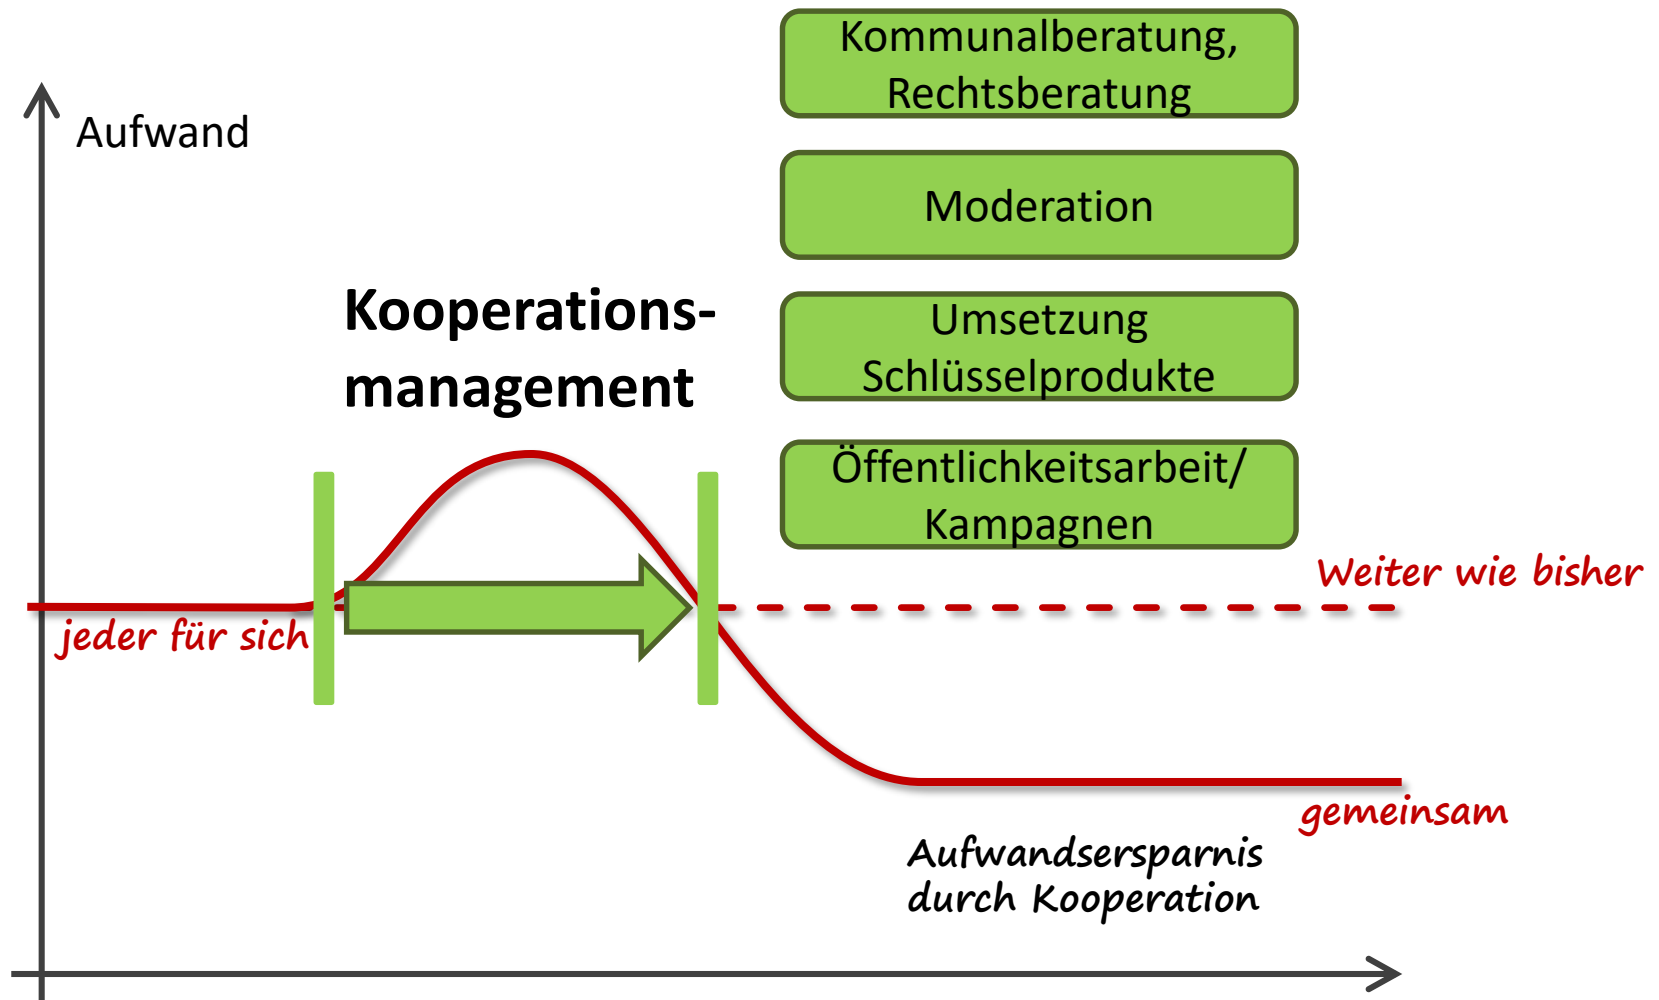 Kommunalberatung,
Rechtsberatung
Aufwand
Moderation
Kooperations-
management
Umsetzung
Schlüsselprodukte
Öffentlichkeitsarbeit/
Kampagnen
Weiter wie bisher
jeder für sich
gemeinsam
Aufwandsersparnis
durch Kooperation